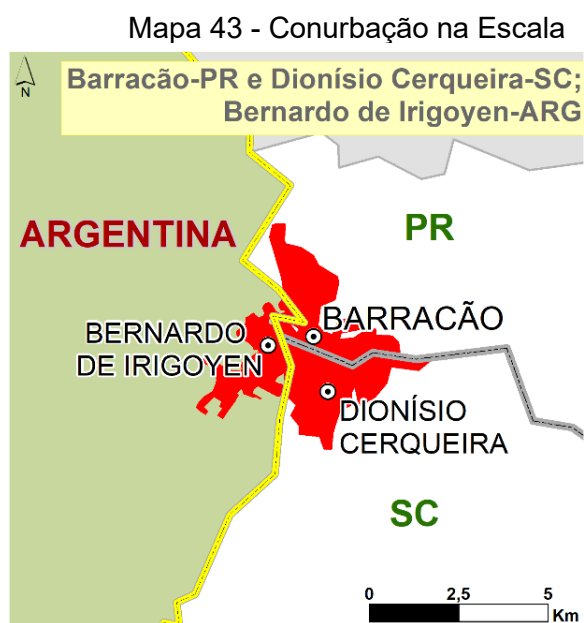 Mapa 43 - Conurbação na Escala
N
Barracão-PR e Dionísio Cerqueira-SC;
Bernardo de Irigoyen-ARG
ARGENTINA
PR
BARRACÃO
BERNARDO
DE IRIGOYEN
DIONÍSIO
CERQUEIRA
SC
0 2,5 5
Km